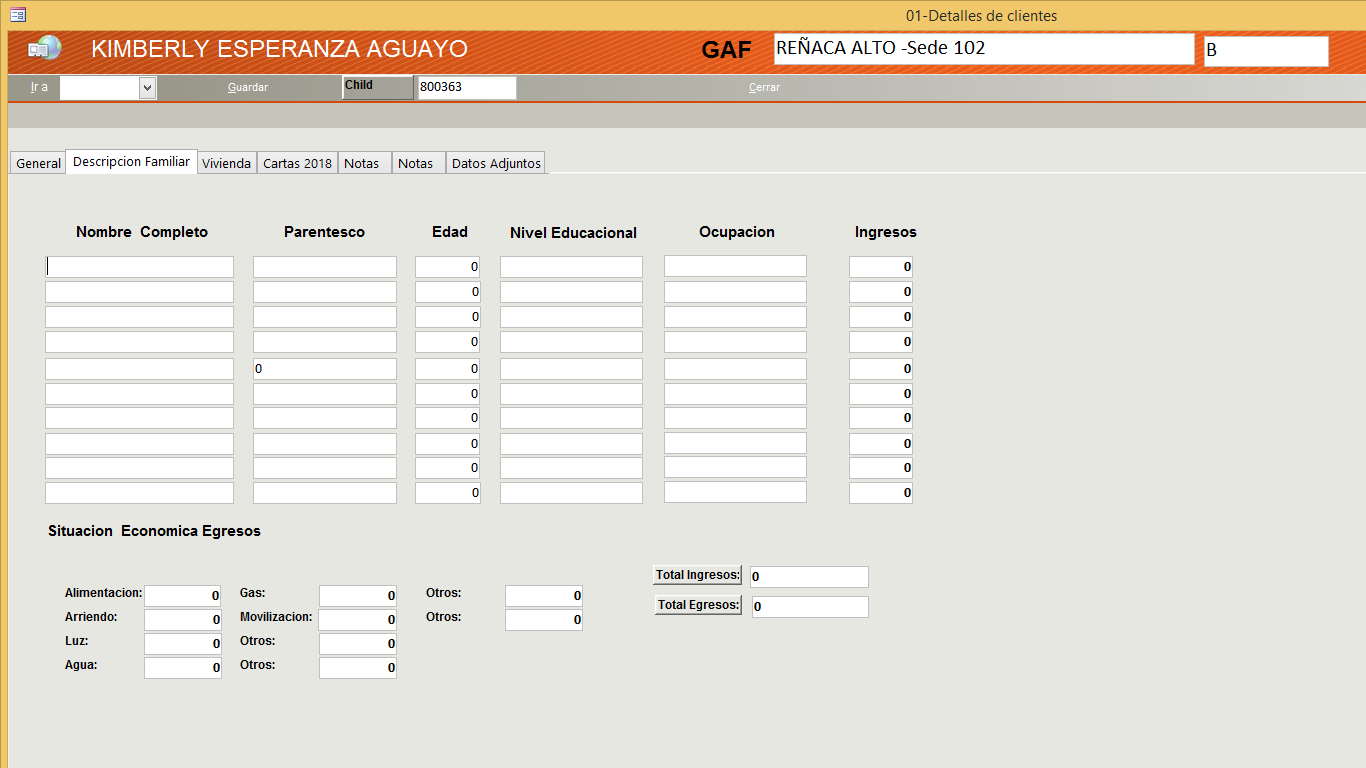 01-Detalles de clientes
KIMBERLY ESPERANZA AGUAYO GAF REÑACA ALTO -Sede 102 B
Ir a Guardar Child 800363 Cerrar
General Descripcion Familiar Vivienda Cartas 2018 Notas Notas Datos Adjuntos
Nombre Completo Parentesco Edad Nivel Educacional Ocupacion Ingresos
0 0
0 0
0 0
0 0
0 0 0
0 0
0 0
0 0
0 0
0 0
Situacion Economica Egresos
Total Ingresos: 0
Alimentacion: 0 Gas: 0 Otros: 0
Total Egresos: 0
Arriendo: 0 Movilizacion: 0 Otros: 0
Luz: 0 Otros: 0
Agua: 0 Otros: 0